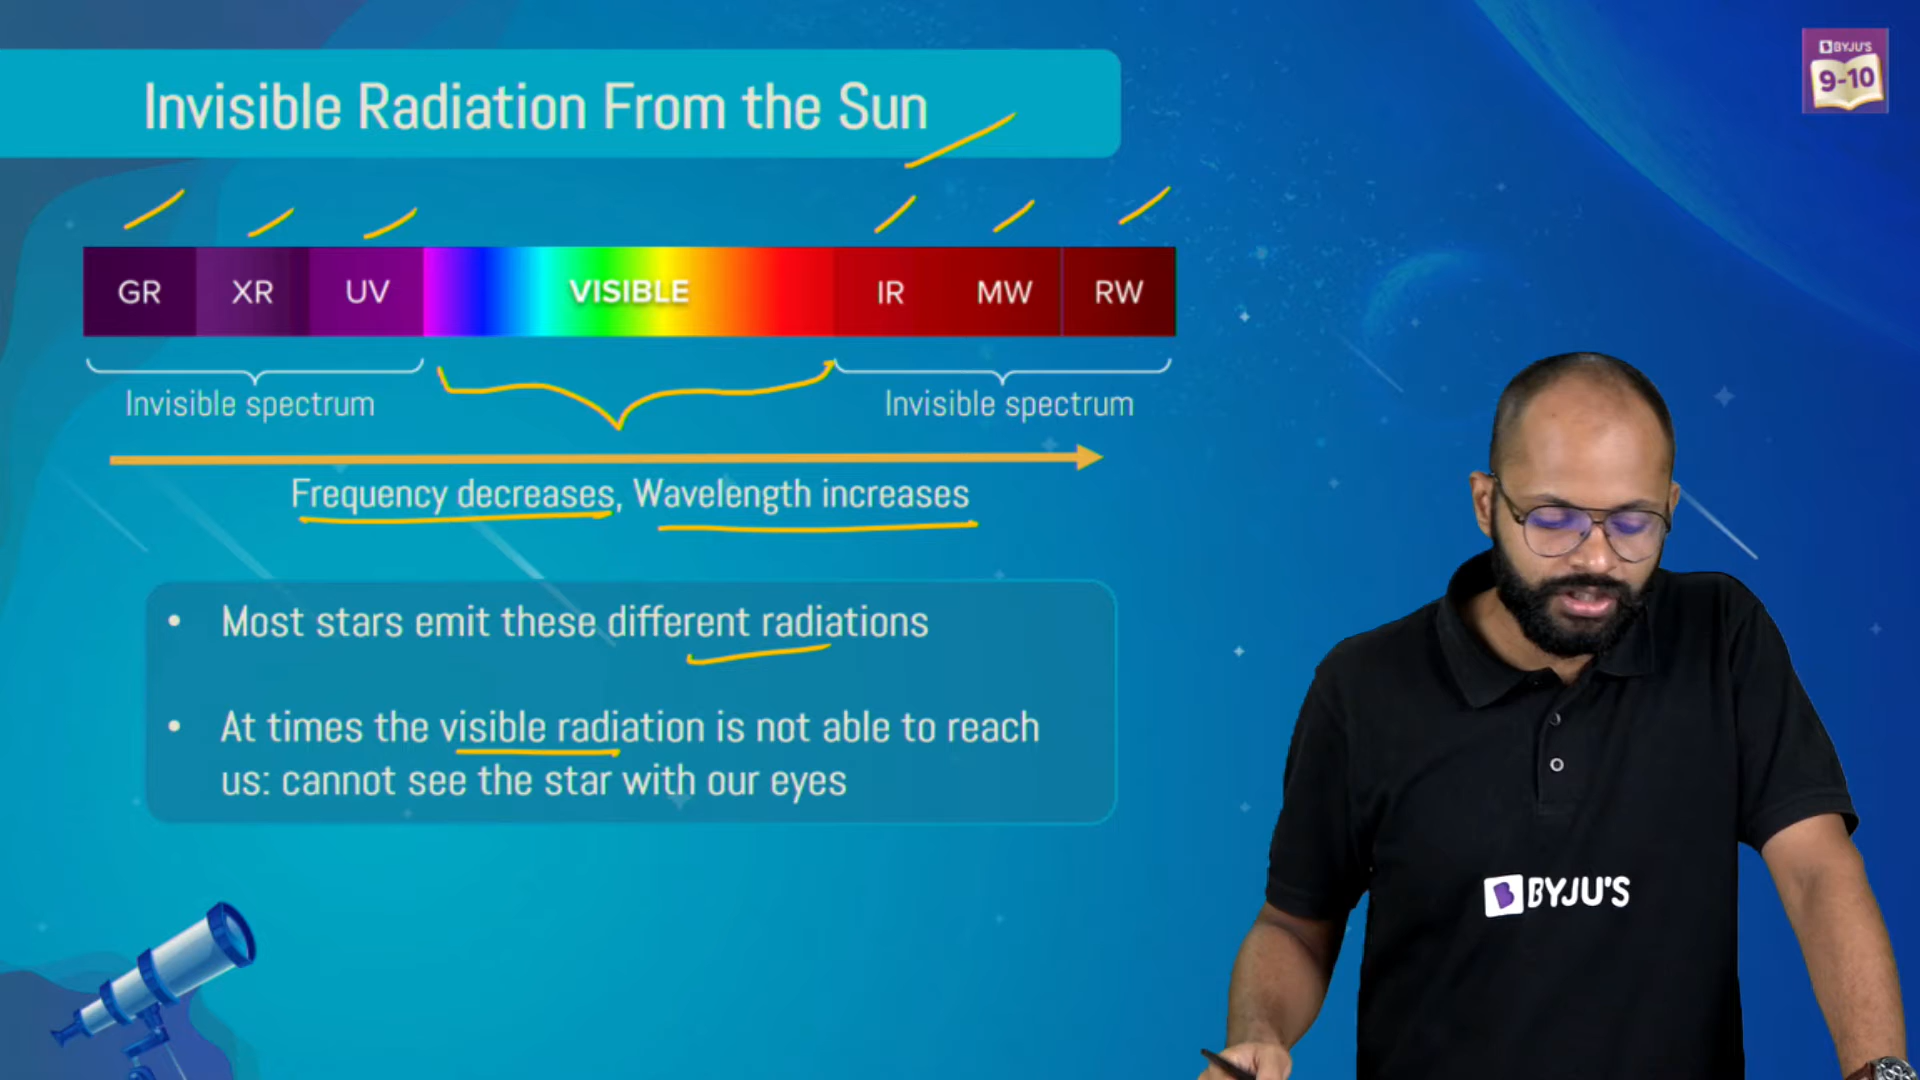 BYJU'S
9-10
Invisible Radiation From the Sun
GR XR UV VISIBLE IR MW RW
Invisible spectrum Invisible spectrum
Frequency decreases, Wavelength increases
• Most stars emit these different radiations
• At times the visible radiation is not able to reach
us: cannot see the star with our eyes
BYJU'S